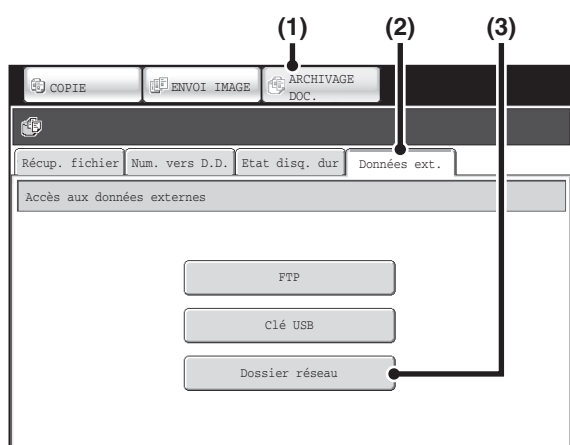 (1) (2) (3)
COPIE ENVOI IMAGE ARCHIVAGE
DOC.
Récup. fichier Num. vers D.D. Etat disq. dur Données ext.
Accès aux données externes
FTP
Clé USB
Dossier réseau